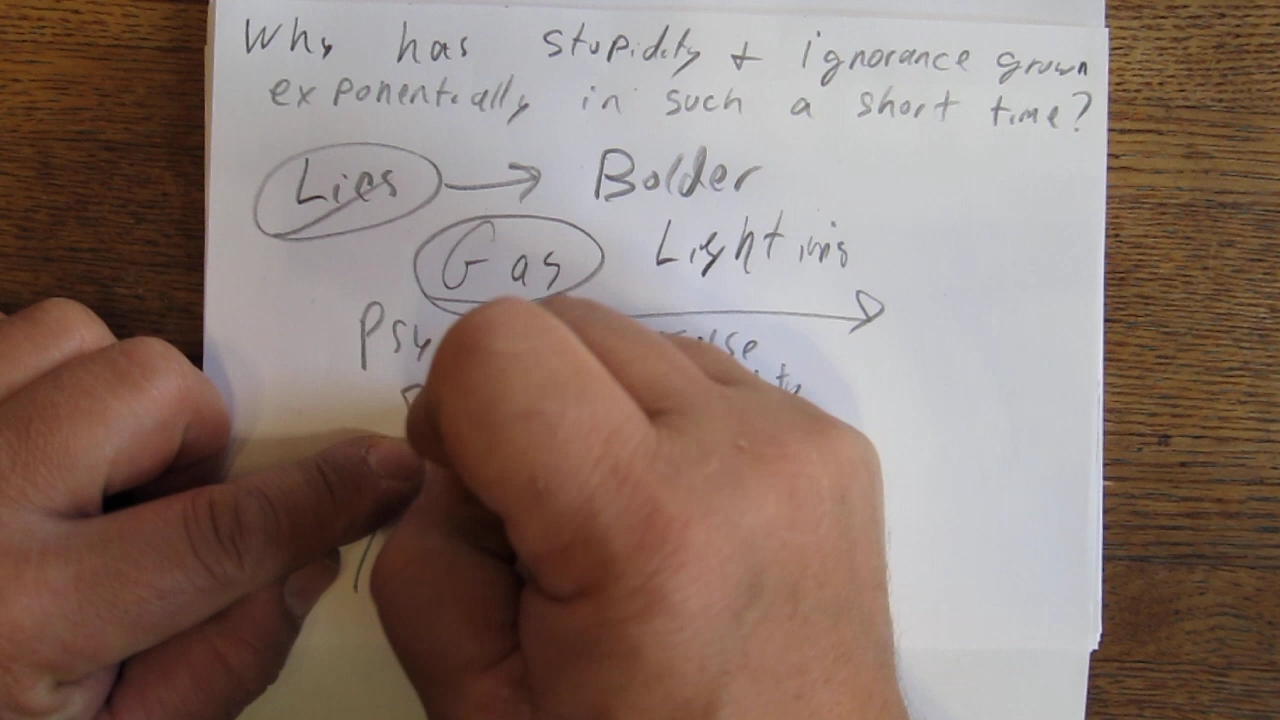 Why has stupidity + ignorance grown
exponentially in such a short time?
Lies → Bolder
Gas Lighting